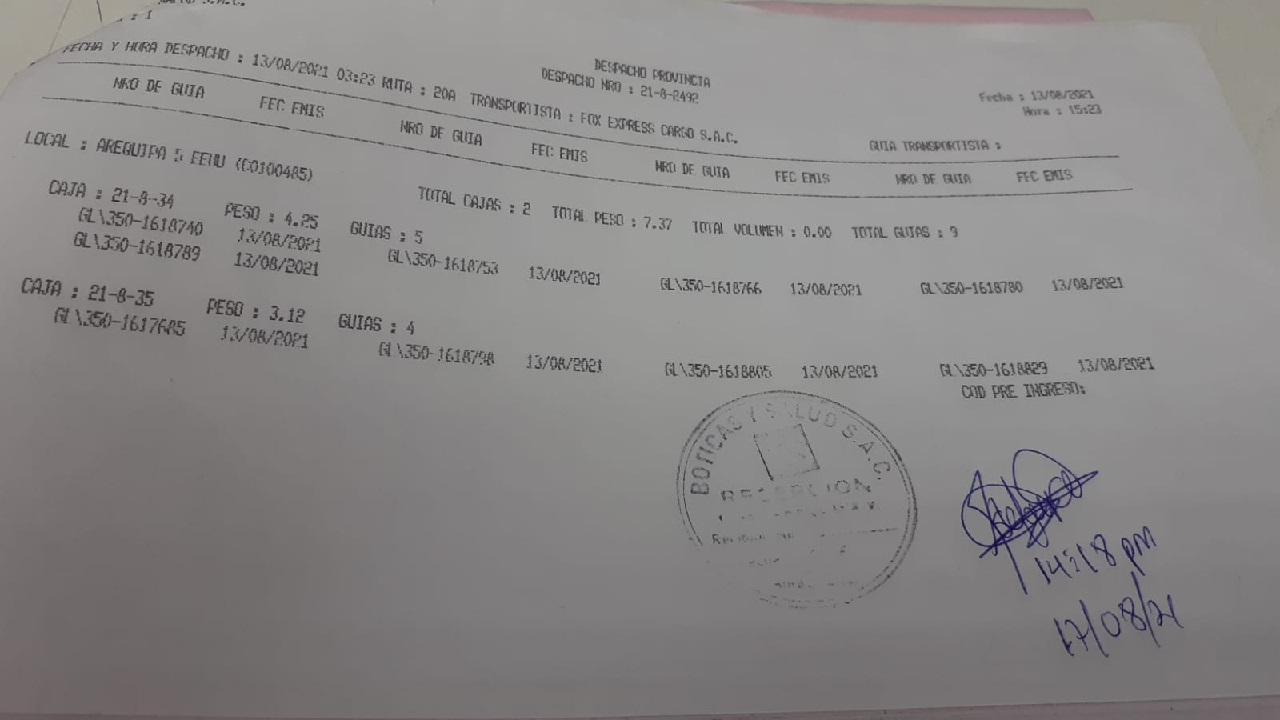 S.A.C.
: 1
DESPACHO PROVINCIA
DESPACHO NRO : 21-8-2492
Fecha : 13/08/2021
Hora : 15:23
FECHA Y HORA DESPACHO : 13/08/2021 03:23 RUTA : 20A TRANSPORTISTA : FOX EXPRESS CARGO S.A.C.
GUIA TRANSPORTISTA :
NRO DE GUIA FEC EMIS NRO DE GUIA FEC EMIS NRO DE GUIA FEC EMIS NRO DE GUIA FEC EMIS
LOCAL : AREQUIPA 5 EEUU (C0100485) TOTAL CAJAS : 2 TOTAL PESO : 7.37 TOTAL VOLUMEN : 0.00 TOTAL GUIAS : 9
CAJA : 21-8-34 PESO : 4.25 GUIAS : 5
GL\350-1618740 13/08/2021 GL\350-1618753 13/08/2021 GL\350-1618766 13/08/2021 GL\350-1618780 13/08/2021
GL\350-1618789 13/08/2021
CAJA : 21-8-35 PESO : 3.12 GUIAS : 4
GL\350-1617685 13/08/2021 GL\350-1618798 13/08/2021 GL\350-1618805 13/08/2021 GL\350-1618829 13/08/2021
COD PRE INGRESO:
BOTICAS Y SALUD S.A.C.
RECEPCION
14:18 pm
17/08/21